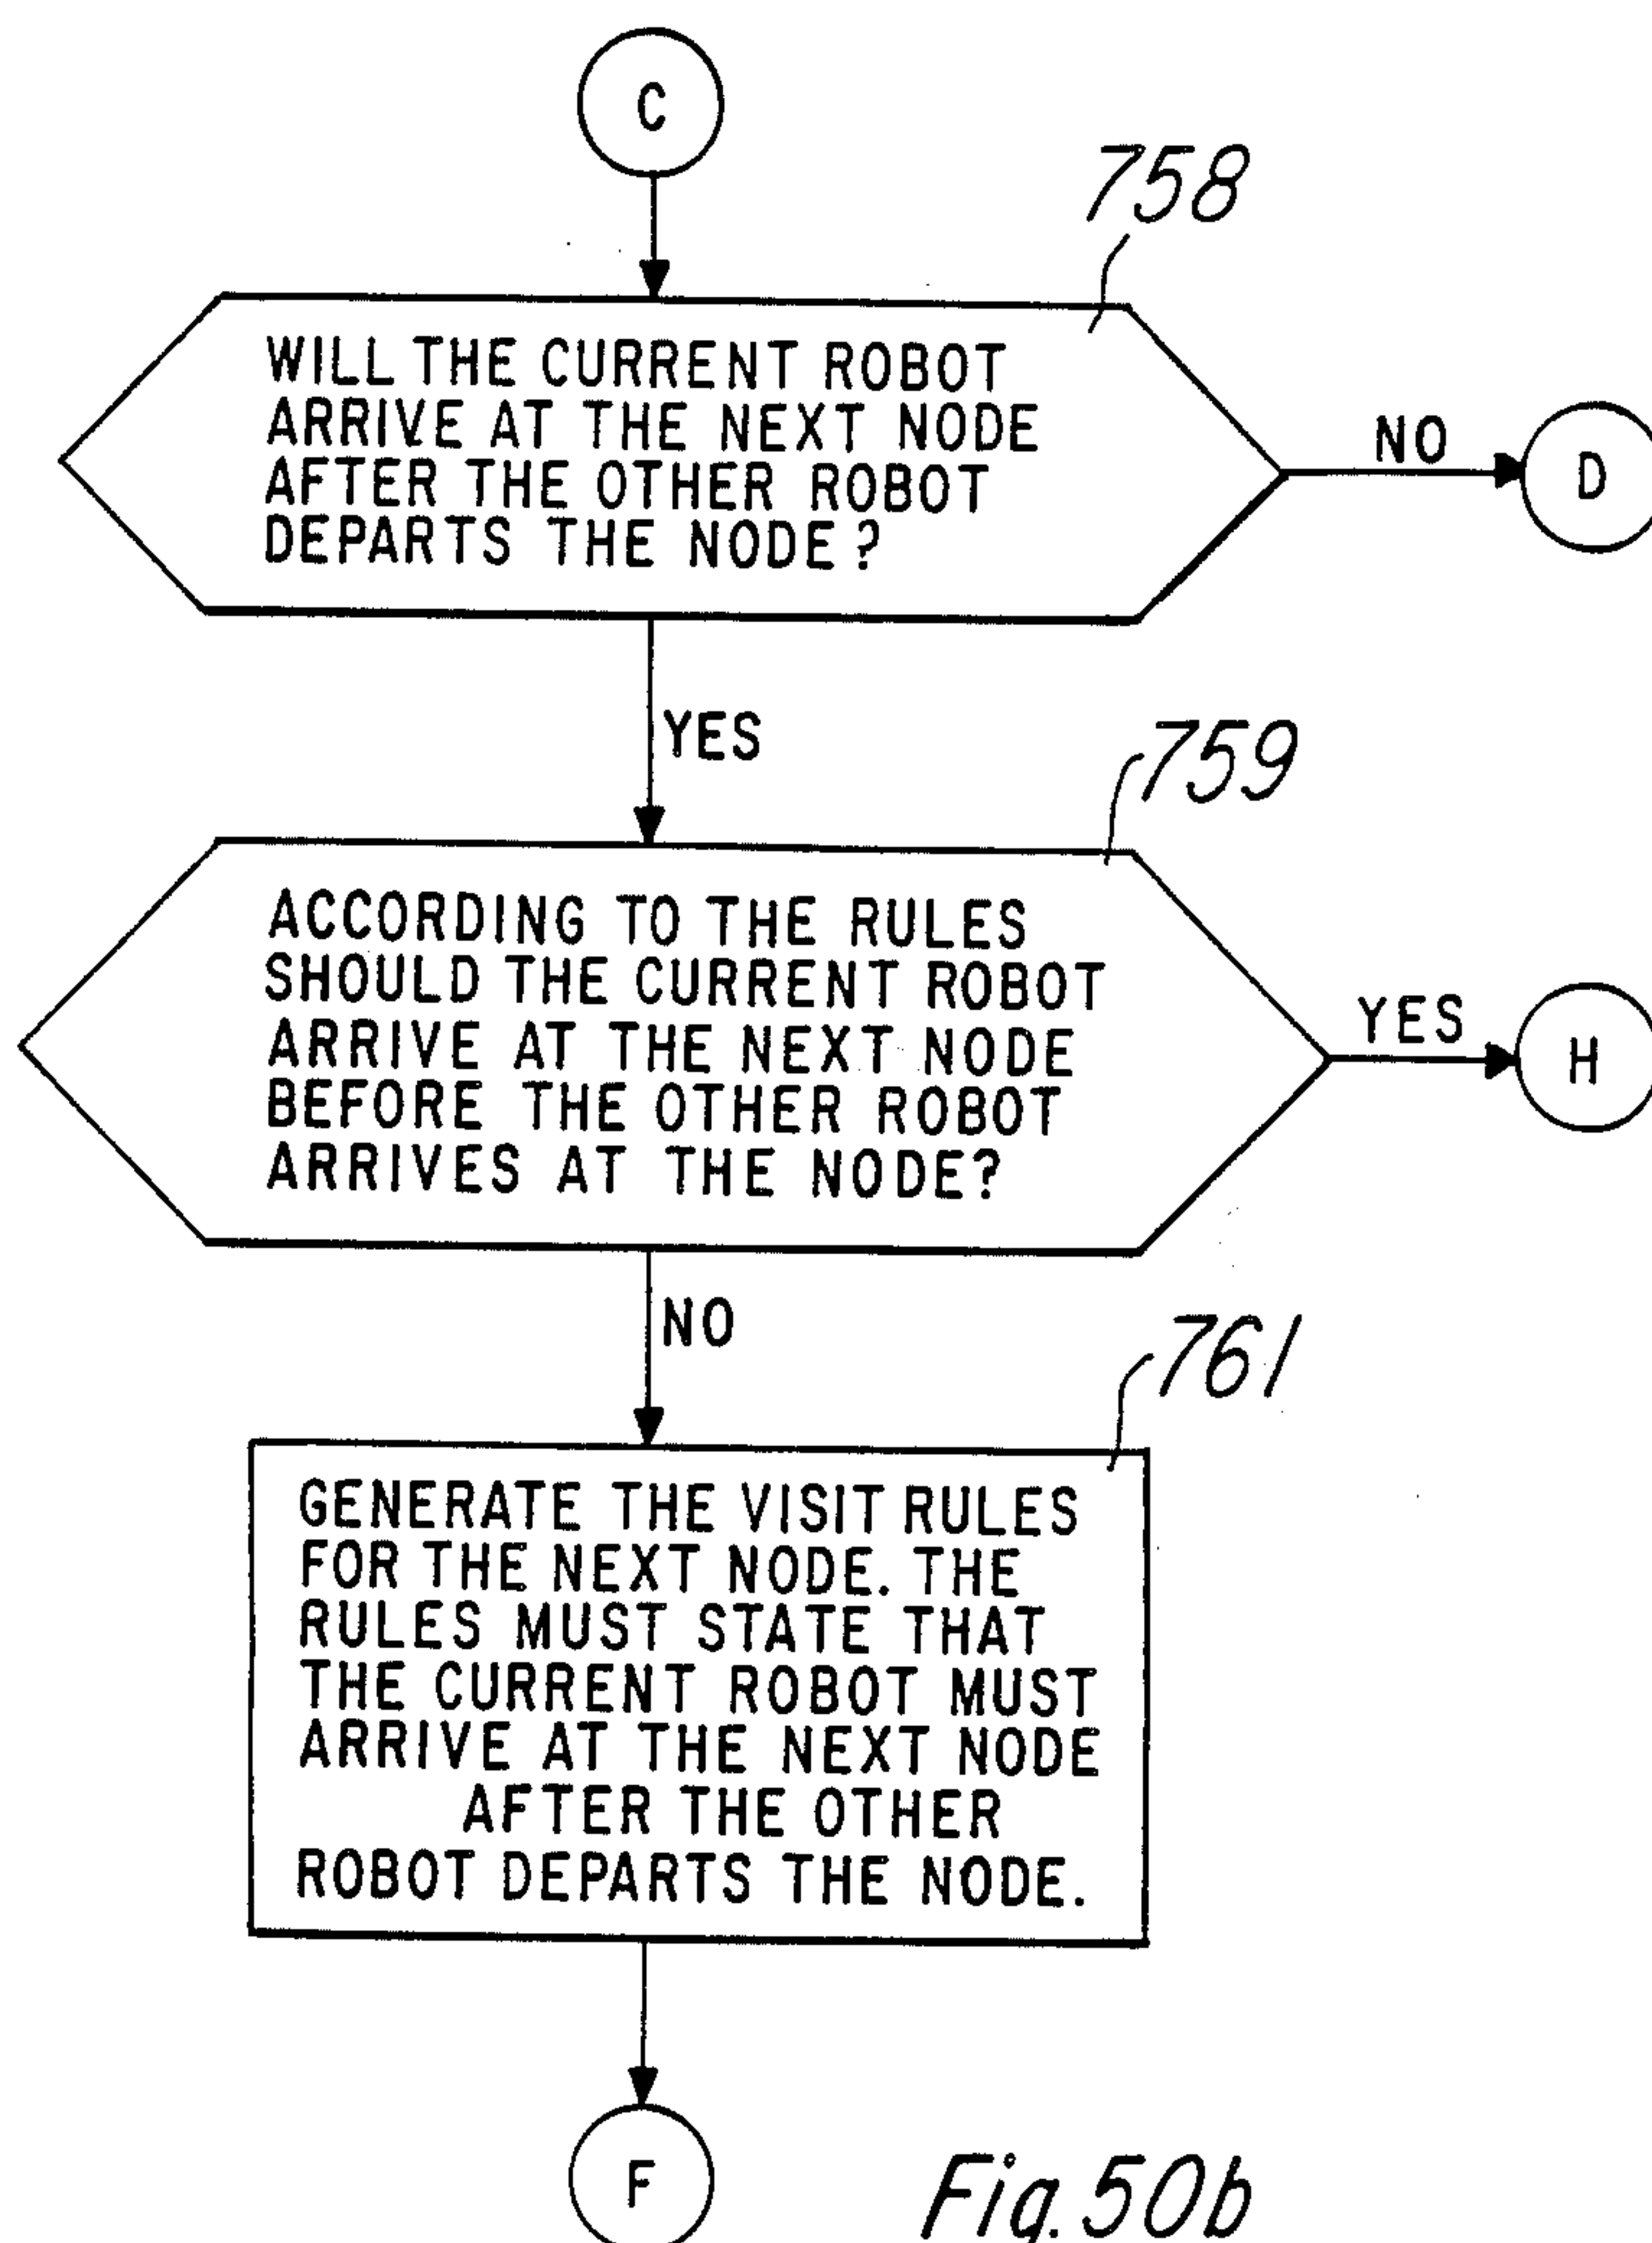 C
758
WILL THE CURRENT ROBOT
ARRIVE AT THE NEXT NODE
AFTER THE OTHER ROBOT
DEPARTS THE NODE?
NO
D
YES
759
ACCORDING TO THE RULES
SHOULD THE CURRENT ROBOT
ARRIVE AT THE NEXT NODE
BEFORE THE OTHER ROBOT
ARRIVES AT THE NODE?
YES
H
NO
761
GENERATE THE VISIT RULES
FOR THE NEXT NODE. THE
RULES MUST STATE THAT
THE CURRENT ROBOT MUST
ARRIVE AT THE NEXT NODE
AFTER THE OTHER
ROBOT DEPARTS THE NODE.
F
Fig. 50b